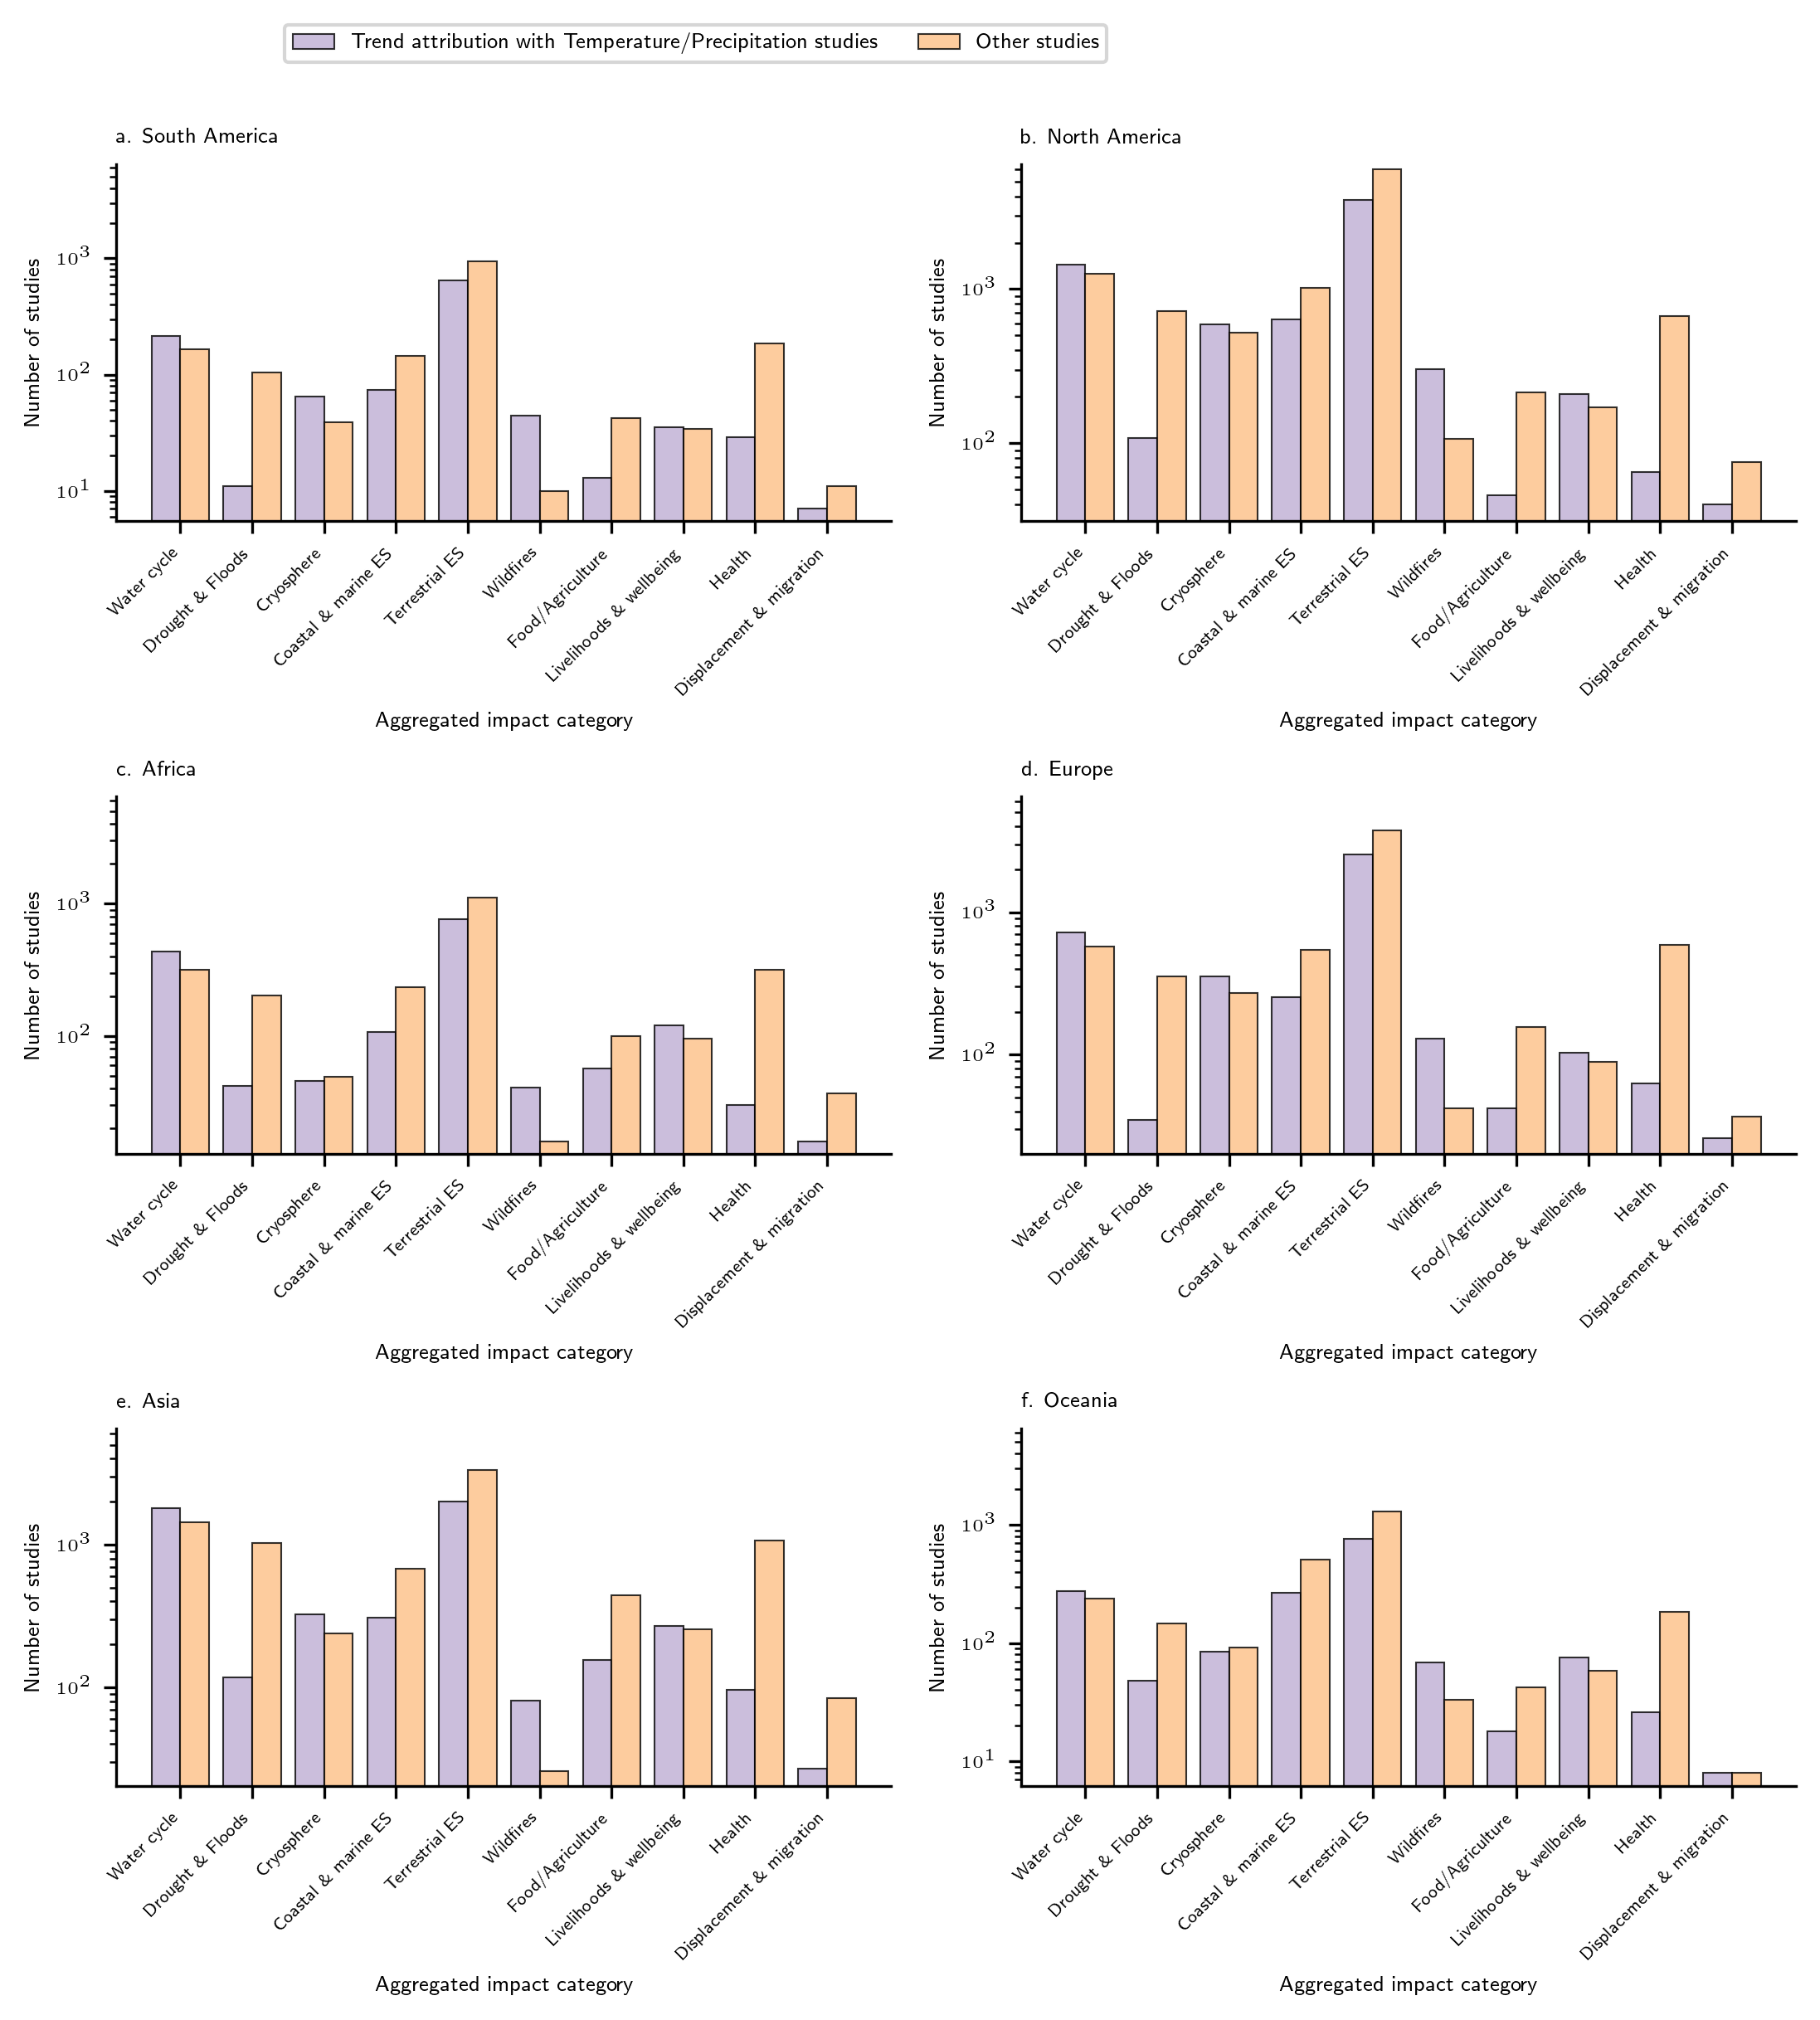 Trend attribution with Temperature/Precipitation studies Other studies
a. South America
Number of studies
10^3
10^2
10^1
Water cycle
Drought & Floods
Cryosphere
Coastal & marine ES
Terrestrial ES
Wildfires
Food/Agriculture
Livelihoods & wellbeing
Health
Displacement & migration
Aggregated impact category
b. North America
Number of studies
10^3
10^2
Water cycle
Drought & Floods
Cryosphere
Coastal & marine ES
Terrestrial ES
Wildfires
Food/Agriculture
Livelihoods & wellbeing
Health
Displacement & migration
Aggregated impact category
c. Africa
Number of studies
10^3
10^2
Water cycle
Drought & Floods
Cryosphere
Coastal & marine ES
Terrestrial ES
Wildfires
Food/Agriculture
Livelihoods & wellbeing
Health
Displacement & migration
Aggregated impact category
d. Europe
Number of studies
10^3
10^2
Water cycle
Drought & Floods
Cryosphere
Coastal & marine ES
Terrestrial ES
Wildfires
Food/Agriculture
Livelihoods & wellbeing
Health
Displacement & migration
Aggregated impact category
e. Asia
Number of studies
10^3
10^2
Water cycle
Drought & Floods
Cryosphere
Coastal & marine ES
Terrestrial ES
Wildfires
Food/Agriculture
Livelihoods & wellbeing
Health
Displacement & migration
Aggregated impact category
f. Oceania
Number of studies
10^3
10^2
10^1
Water cycle
Drought & Floods
Cryosphere
Coastal & marine ES
Terrestrial ES
Wildfires
Food/Agriculture
Livelihoods & wellbeing
Health
Displacement & migration
Aggregated impact category